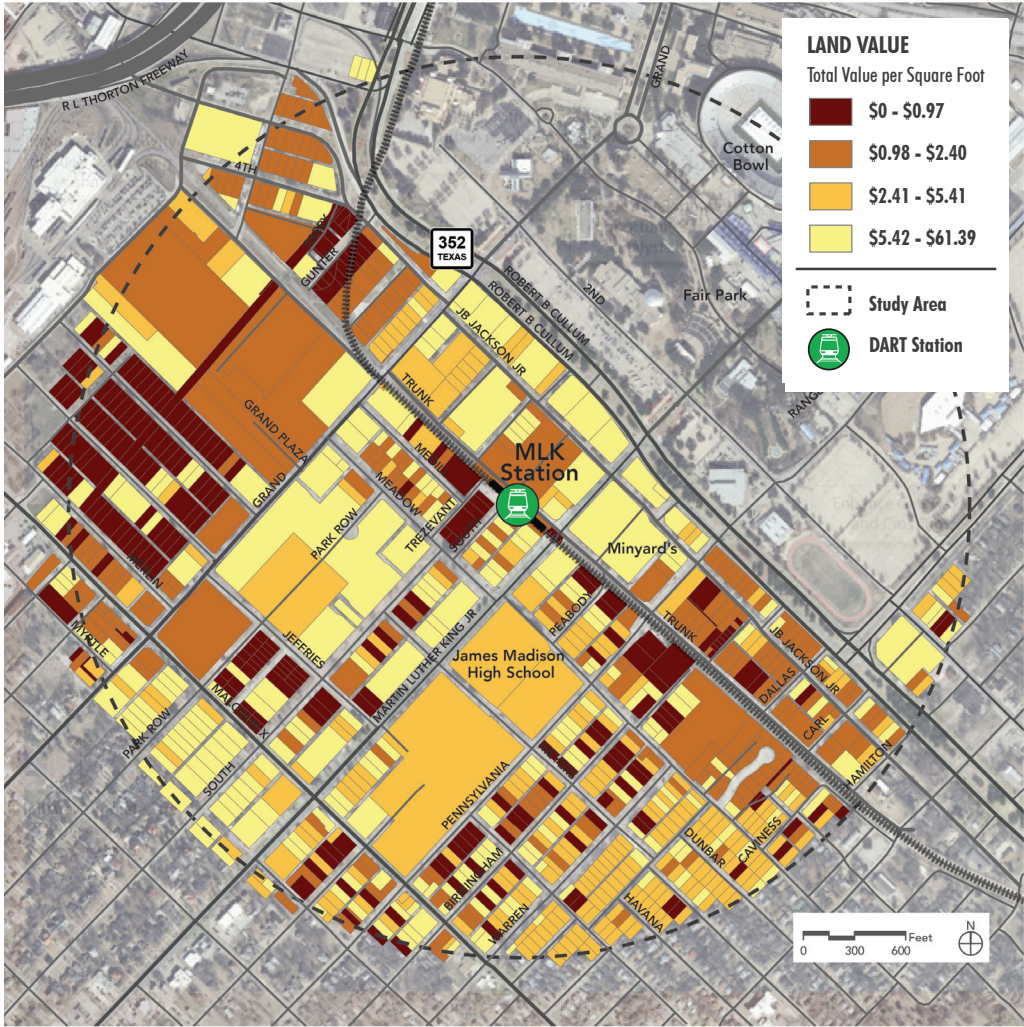 LAND VALUE
Total Value per Square Foot
$0 - $0.97
$0.98 - $2.40
$2.41 - $5.41
$5.42 - $61.39
Study Area
DART Station
R L THORTON FREEWAY
GRAND
Cotton
Bowl
4TH
GUNTER
352
TEXAS
ROBERT B CULLUM
2ND
ROBERT B CULLUM
Fair Park
JB JACKSON JR
TRUNK
GRAND PLAZA
GRAND
MLK
Station
MEADOW
TREZEVANT
PARK ROW
Minyard's
PEABODY
TRUNK
JB JACKSON JR
MYRTLE
JEFFRIES
MARTIN LUTHER KING JR
James Madison
High School
DALLAS
CARL
HAMILTON
PARK ROW
SOUTH
PENNSYLVANIA
DUNBAR
CAVINESS
BIRMINGHAM
WARREN
HAVANA
N
Feet
0 300 600